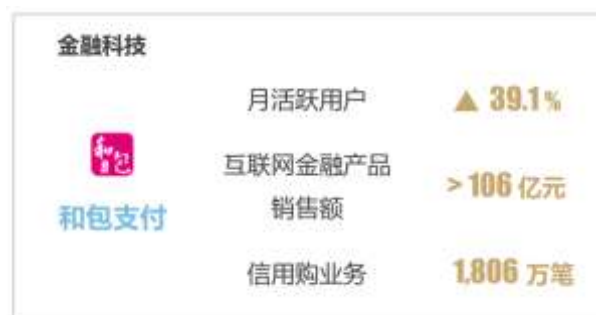 金融科技
月活跃用户 ▲ 39.1%
和包
互联网金融产品
销售额 > 106 亿元
和包支付
信用购业务 1,806 万笔